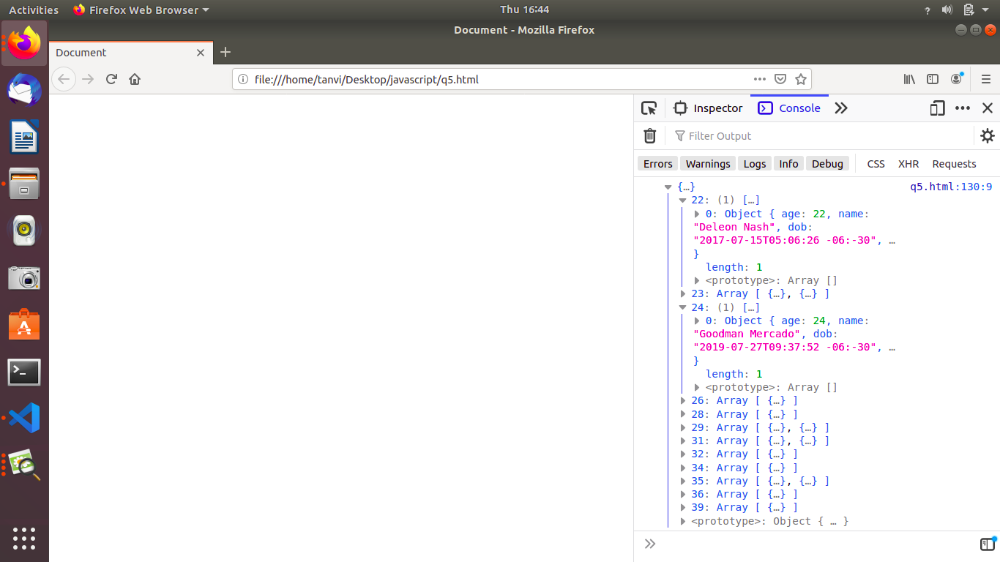 Activities Firefox Web Browser Thu 16:44 ?
Document - Mozilla Firefox
Document
file:///home/tanvi/Desktop/javascript/q5.html
Inspector Console
Filter Output
Errors Warnings Logs Info Debug CSS XHR Requests
{…} q5.html:130:9
22: (1) […]
0: Object { age: 22, name:
"Deleon Nash", dob:
"2017-07-15T05:06:26 -06:-30", …
}
length: 1
<prototype>: Array []
23: Array [ {…}, {…} ]
24: (1) […]
0: Object { age: 24, name:
"Goodman Mercado", dob:
"2019-07-27T09:37:52 -06:-30", …
}
length: 1
<prototype>: Array []
26: Array [ {…} ]
28: Array [ {…} ]
29: Array [ {…}, {…} ]
31: Array [ {…}, {…} ]
32: Array [ {…} ]
34: Array [ {…} ]
35: Array [ {…}, {…} ]
36: Array [ {…} ]
39: Array [ {…} ]
<prototype>: Object { … }